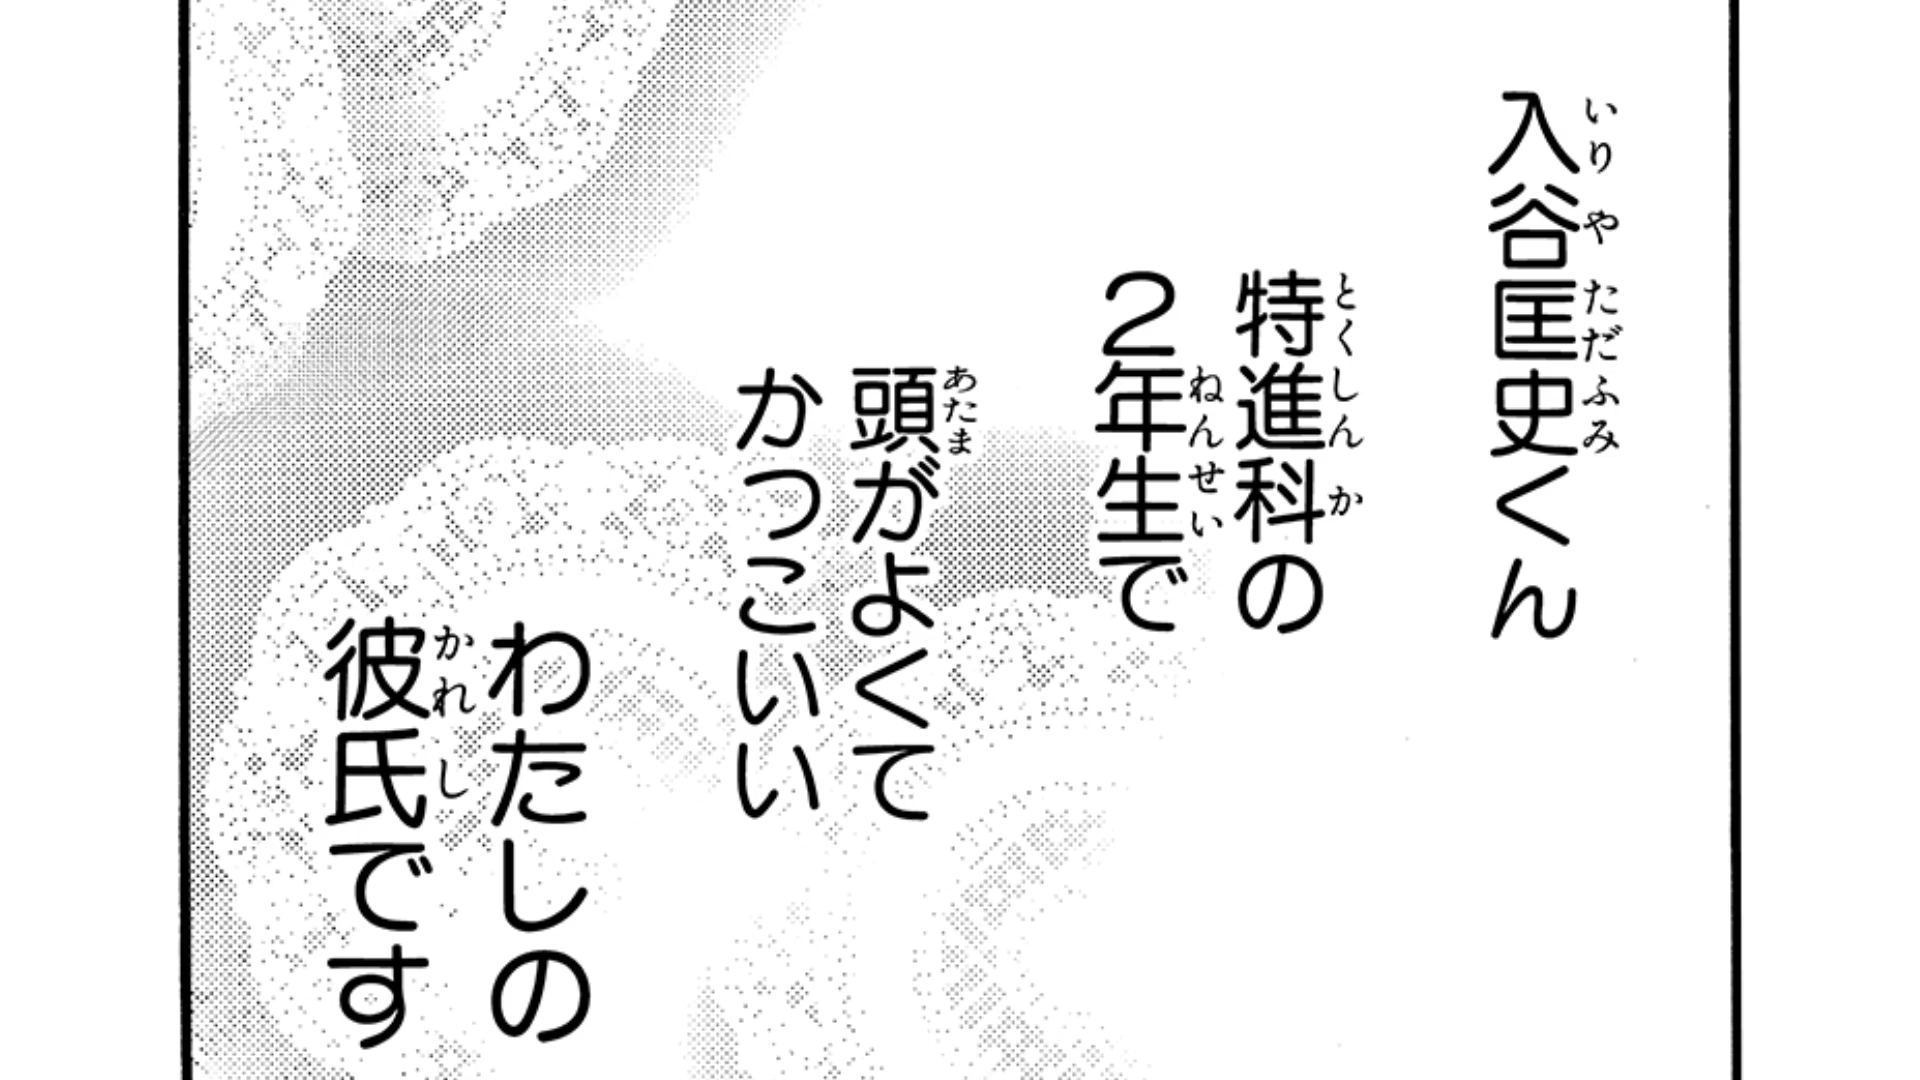 入谷匡史くん
特進科の
2年生で
頭がよくて
かっこいい
わたしの
彼氏です